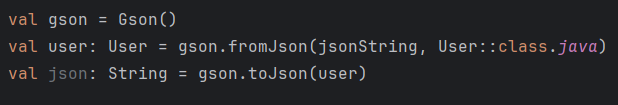 val gson = Gson()
val user: User = gson.fromJson(jsonString, User::class.java)
val json: String = gson.toJson(user)